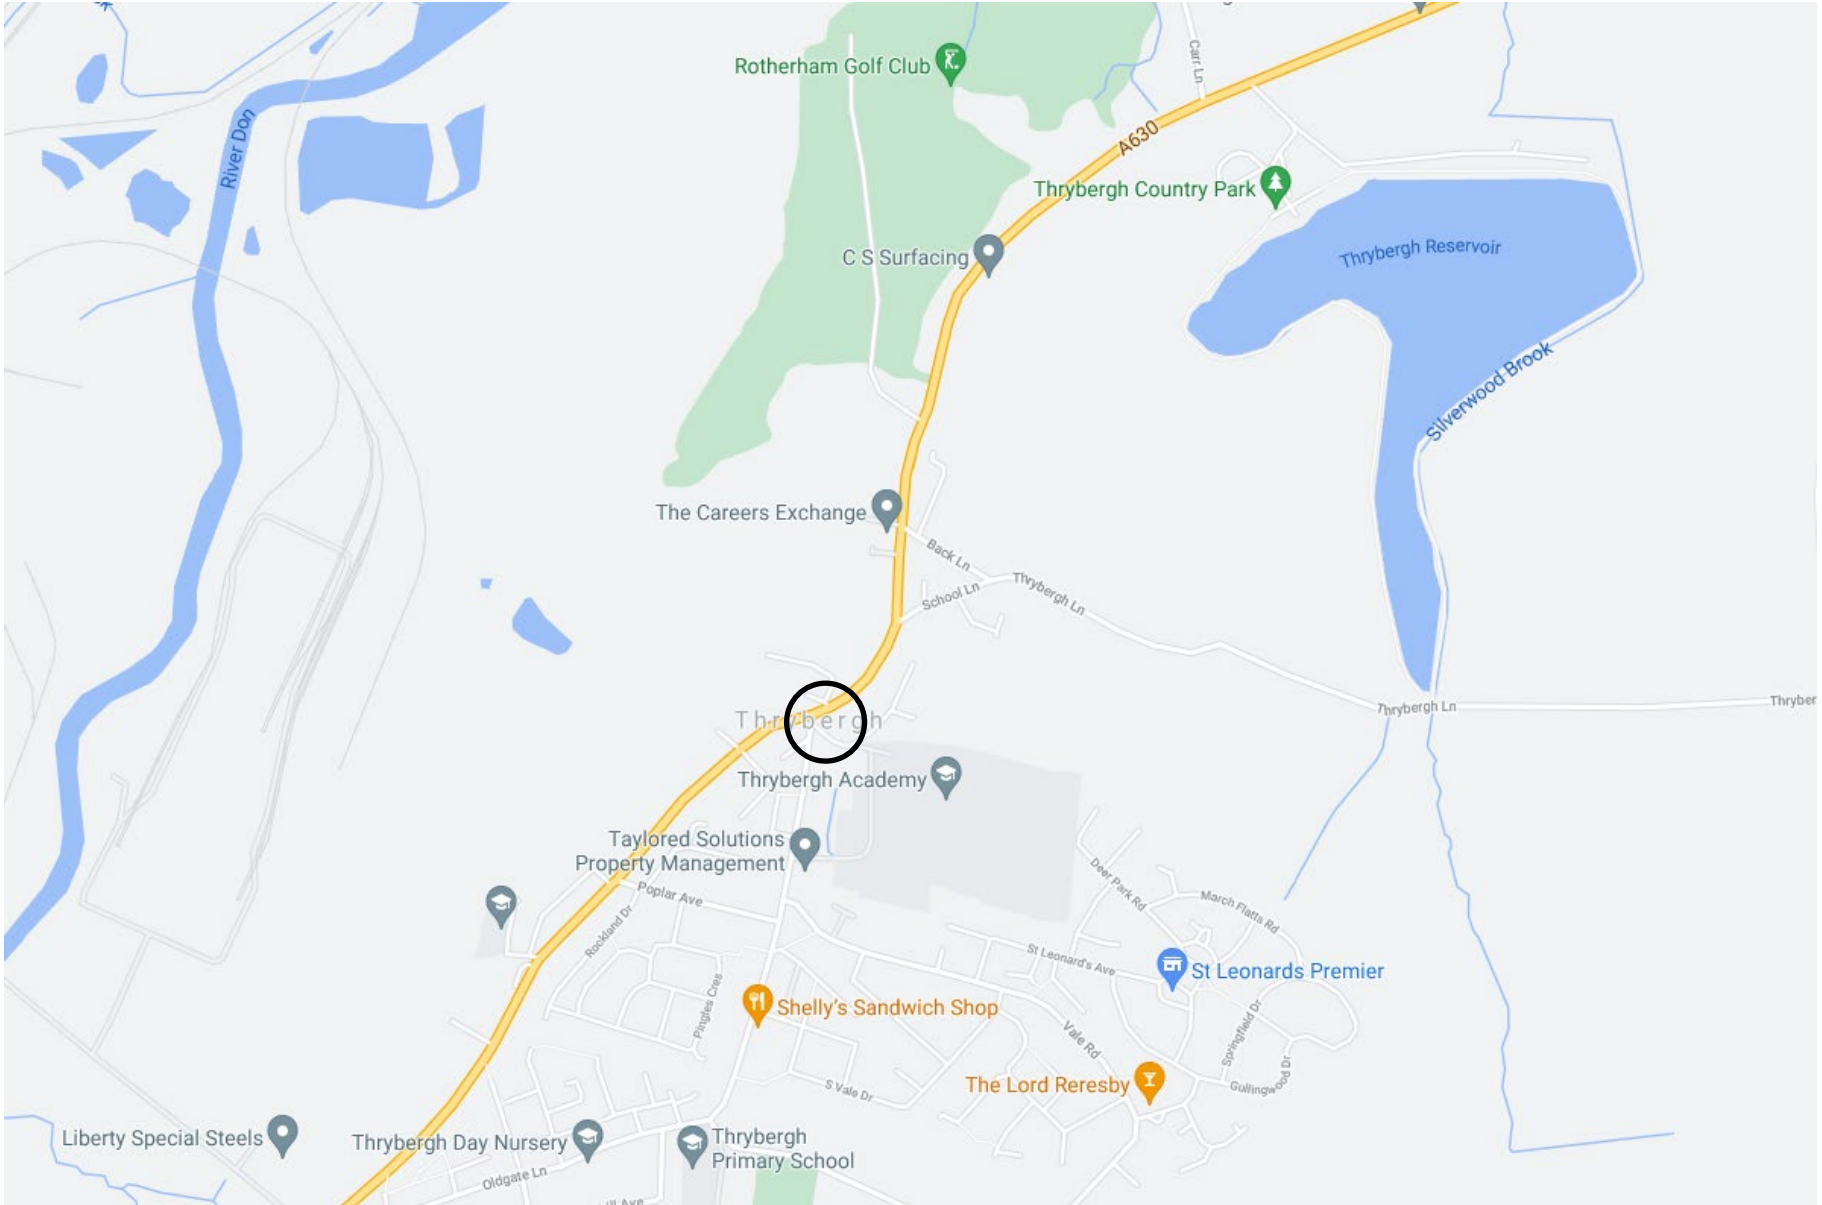 Rotherham Golf Club
Carr Ln
River Don
A630
Thrybergh Country Park
C S Surfacing
Thrybergh Reservoir
Silverwood Brook
The Careers Exchange
Back Ln
School Ln
Thrybergh Ln
Thrybergh Ln
Thryber
Thrybergh
Thrybergh Academy
Taylored Solutions
Property Management
Poplar Ave
Rockland Dr
Deer Park Rd
March Flatts Rd
St Leonard's Ave
St Leonards Premier
Pingles Cres
Shelly's Sandwich Shop
Vale Rd
Springfield Dr
Gullingwood Dr
S Vale Dr
The Lord Reresby
Liberty Special Steels
Thrybergh Day Nursery
Thrybergh
Primary School
Oldgate Ln